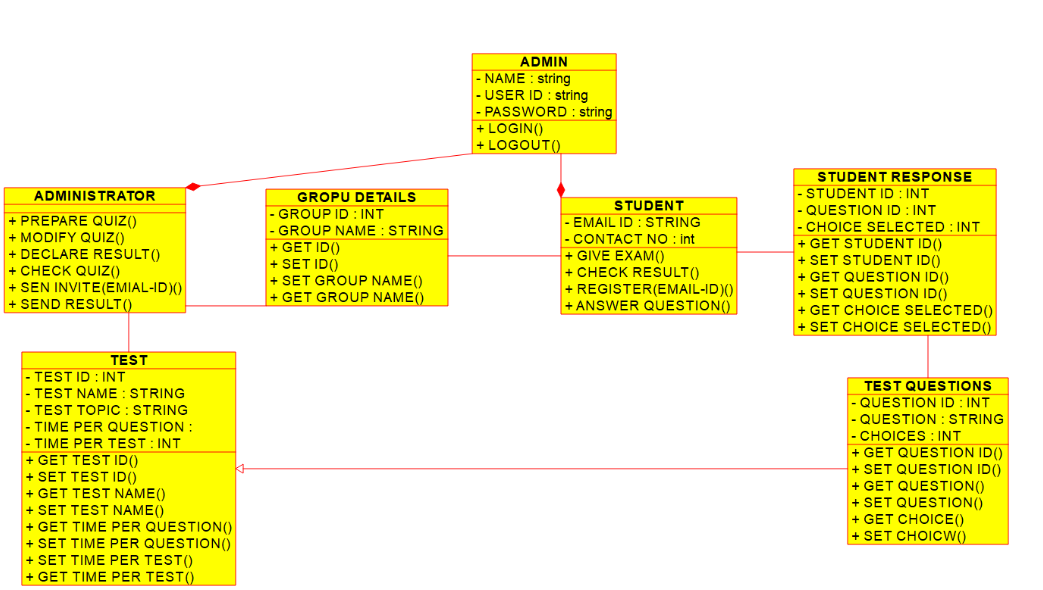 ADMIN
- NAME : string
- USER ID : string
- PASSWORD : string
+ LOGIN()
+ LOGOUT()
ADMINISTRATOR
+ PREPARE QUIZ()
+ MODIFY QUIZ()
+ DECLARE RESULT()
+ CHECK QUIZ()
+ SEN INVITE(EMIAL-ID)()
+ SEND RESULT()
GROPU DETAILS
- GROUP ID : INT
- GROUP NAME : STRING
+ GET ID()
+ SET ID()
+ SET GROUP NAME()
+ GET GROUP NAME()
STUDENT
- EMAIL ID : STRING
- CONTACT NO : int
+ GIVE EXAM()
+ CHECK RESULT()
+ REGISTER(EMAIL-ID)()
+ ANSWER QUESTION()
STUDENT RESPONSE
- STUDENT ID : INT
- QUESTION ID : INT
- CHOICE SELECTED : INT
+ GET STUDENT ID()
+ SET STUDENT ID()
+ GET QUESTION ID()
+ SET QUESTION ID()
+ GET CHOICE SELECTED()
+ SET CHOICE SELECTED()
TEST
- TEST ID : INT
- TEST NAME : STRING
- TEST TOPIC : STRING
- TIME PER QUESTION :
- TIME PER TEST : INT
+ GET TEST ID()
+ SET TEST ID()
+ GET TEST NAME()
+ SET TEST NAME()
+ GET TIME PER QUESTION()
+ SET TIME PER QUESTION()
+ SET TIME PER TEST()
+ GET TIME PER TEST()
TEST QUESTIONS
- QUESTION ID : INT
- QUESTION : STRING
- CHOICES : INT
+ GET QUESTION ID()
+ SET QUESTION ID()
+ GET QUESTION()
+ SET QUESTION()
+ GET CHOICE()
+ SET CHOICW()